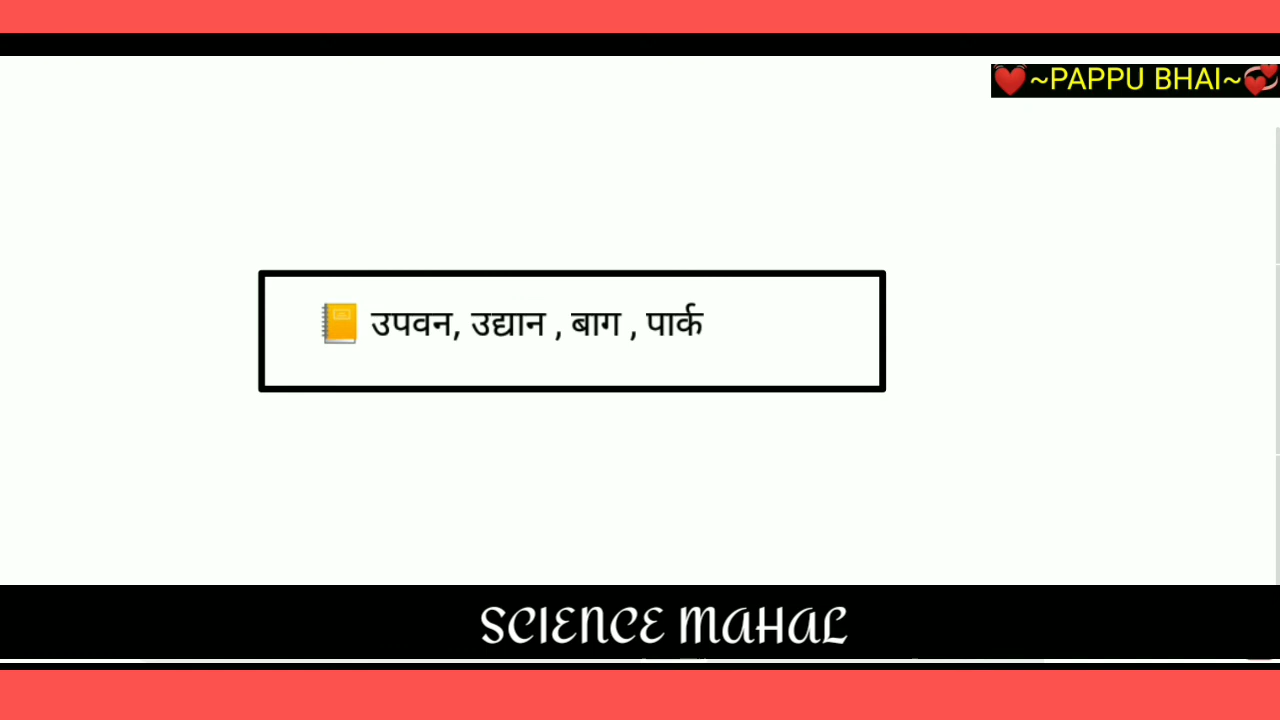 ❤️~PAPPU BHAI~💞
📒 उपवन, उद्यान , बाग , पार्क
SCIENCE MAHAL